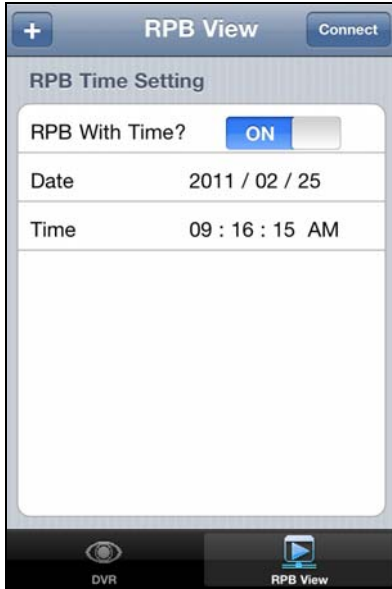 + RPB View Connect
RPB Time Setting
RPB With Time? ON
Date 2011 / 02 / 25
Time 09 : 16 : 15 AM
DVR RPB View